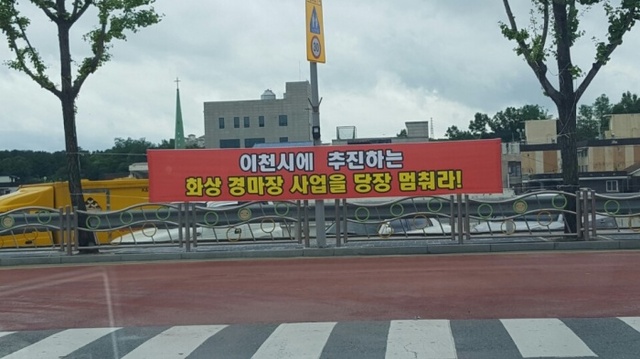 이천시에 추진하는
화상 경마장 사업을 당장 멈춰라!